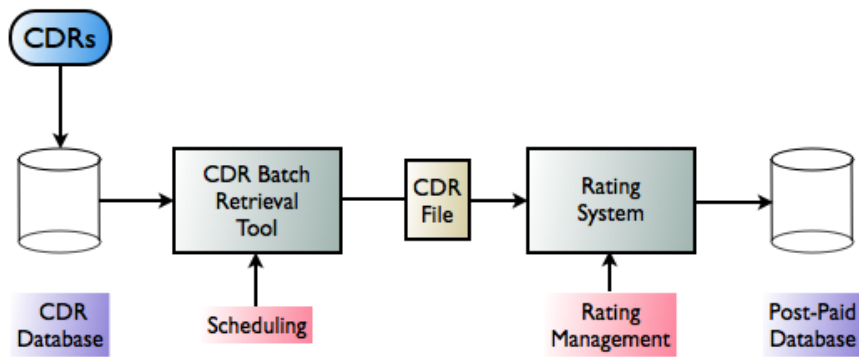 CDRs
CDR Batch
Retrieval
Tool
CDR
File
Rating
System
CDR
Database
Scheduling
Rating
Management
Post-Paid
Database